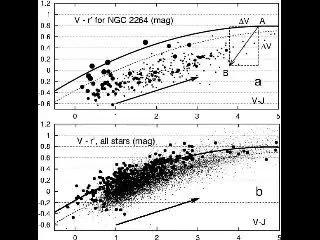 1.2
1
0.8
0.6
0.4
0.2
0
-0.2
-0.4
-0.6
V - r' for NGC 2264 (mag)
ΔV A
ΔV
B
a
V-J
0 1 2 3 4 5
1.2
1
0.8
0.6
0.4
0.2
0
-0.2
-0.4
-0.6
V - r', all stars (mag)
b
V-J
0 1 2 3 4 5